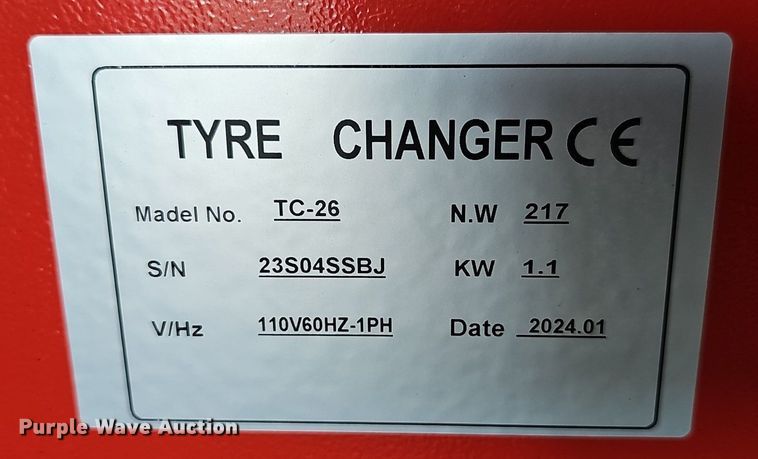 TYRE CHANGER CE
Madel No. TC-26 N.W 217
S/N 23S04SSBJ KW 1.1
V/Hz 110V60HZ-1PH Date 2024.01
Purple Wave Auction